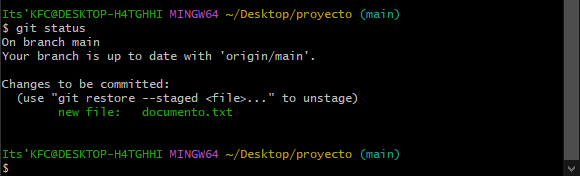 Its'KFC@DESKTOP-H4TGHHI MINGW64 ~/Desktop/proyecto (main)
$ git status
On branch main
Your branch is up to date with 'origin/main'.
Changes to be committed:
(use "git restore --staged <file>..." to unstage)
new file:   documento.txt
Its'KFC@DESKTOP-H4TGHHI MINGW64 ~/Desktop/proyecto (main)
$